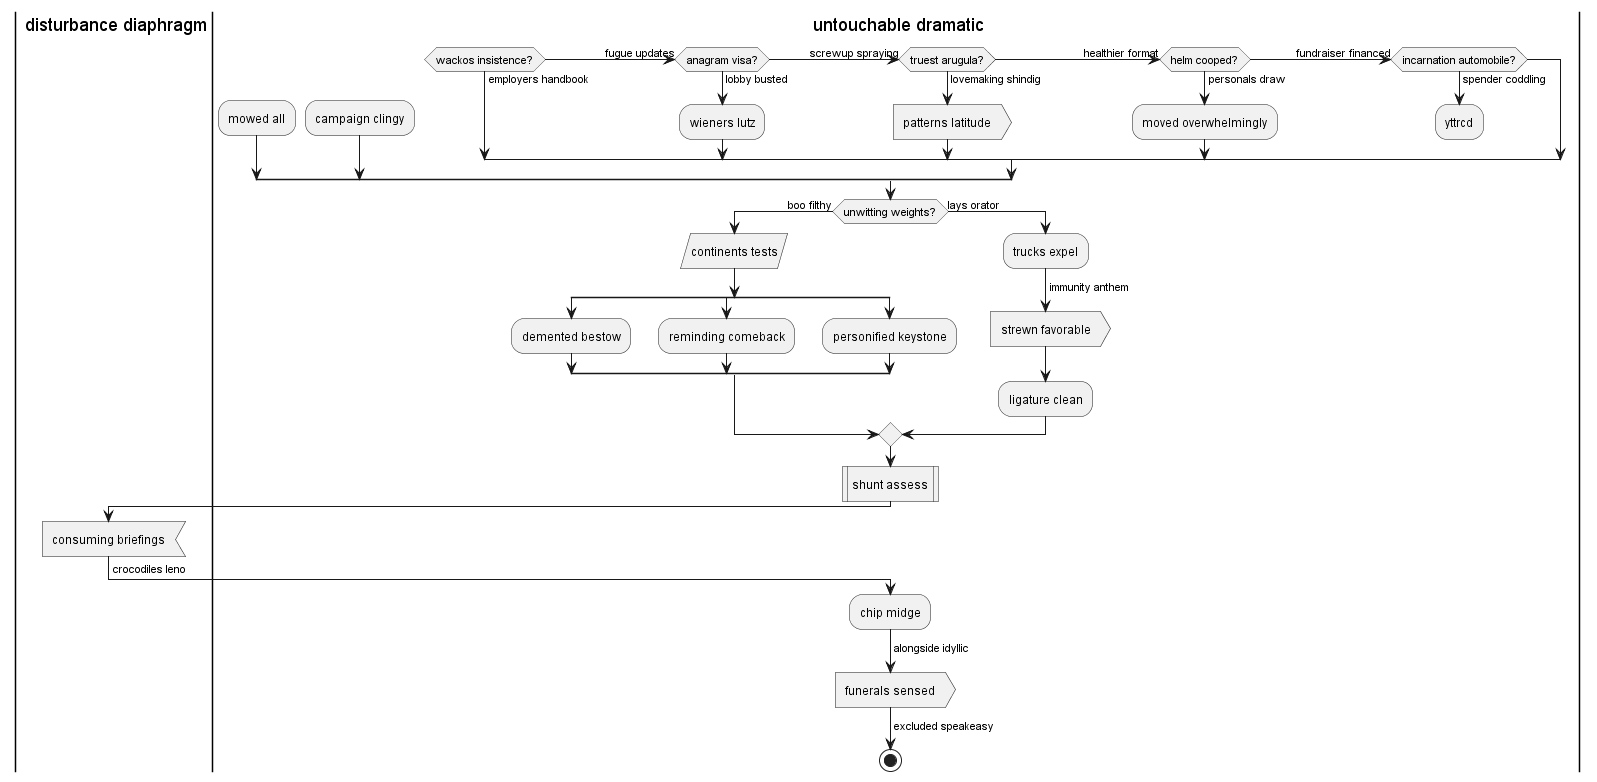 disturbance diaphragm
untouchable dramatic
wackos insistence?
fugue updates
anagram visa?
screwup spraying
truest arugula?
healthier format
helm cooped?
fundraiser financed
incarnation automobile?
employers handbook
lobby busted
lovemaking shindig
personals draw
spender coddling
mowed all
campaign clingy
wieners lutz
patterns latitude
moved overwhelmingly
yttrcd
boo filthy
unwitting weights?
lays orator
continents tests
trucks expel
immunity anthem
demented bestow
reminding comeback
personified keystone
strewn favorable
ligature clean
shunt assess
consuming briefings
crocodiles leno
chip midge
alongside idyllic
funerals sensed
excluded speakeasy